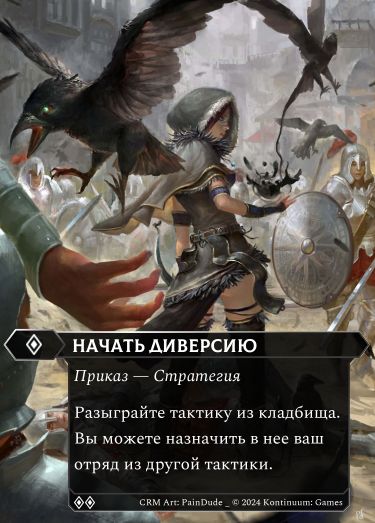 НАЧАТЬ ДИВЕРСИЮ
Приказ — Стратегия
Разыграйте тактику из кладбища.
Вы можете назначить в нее ваш
отряд из другой тактики.
CRM Art: PainDude _ © 2024 Kontinuum: Games